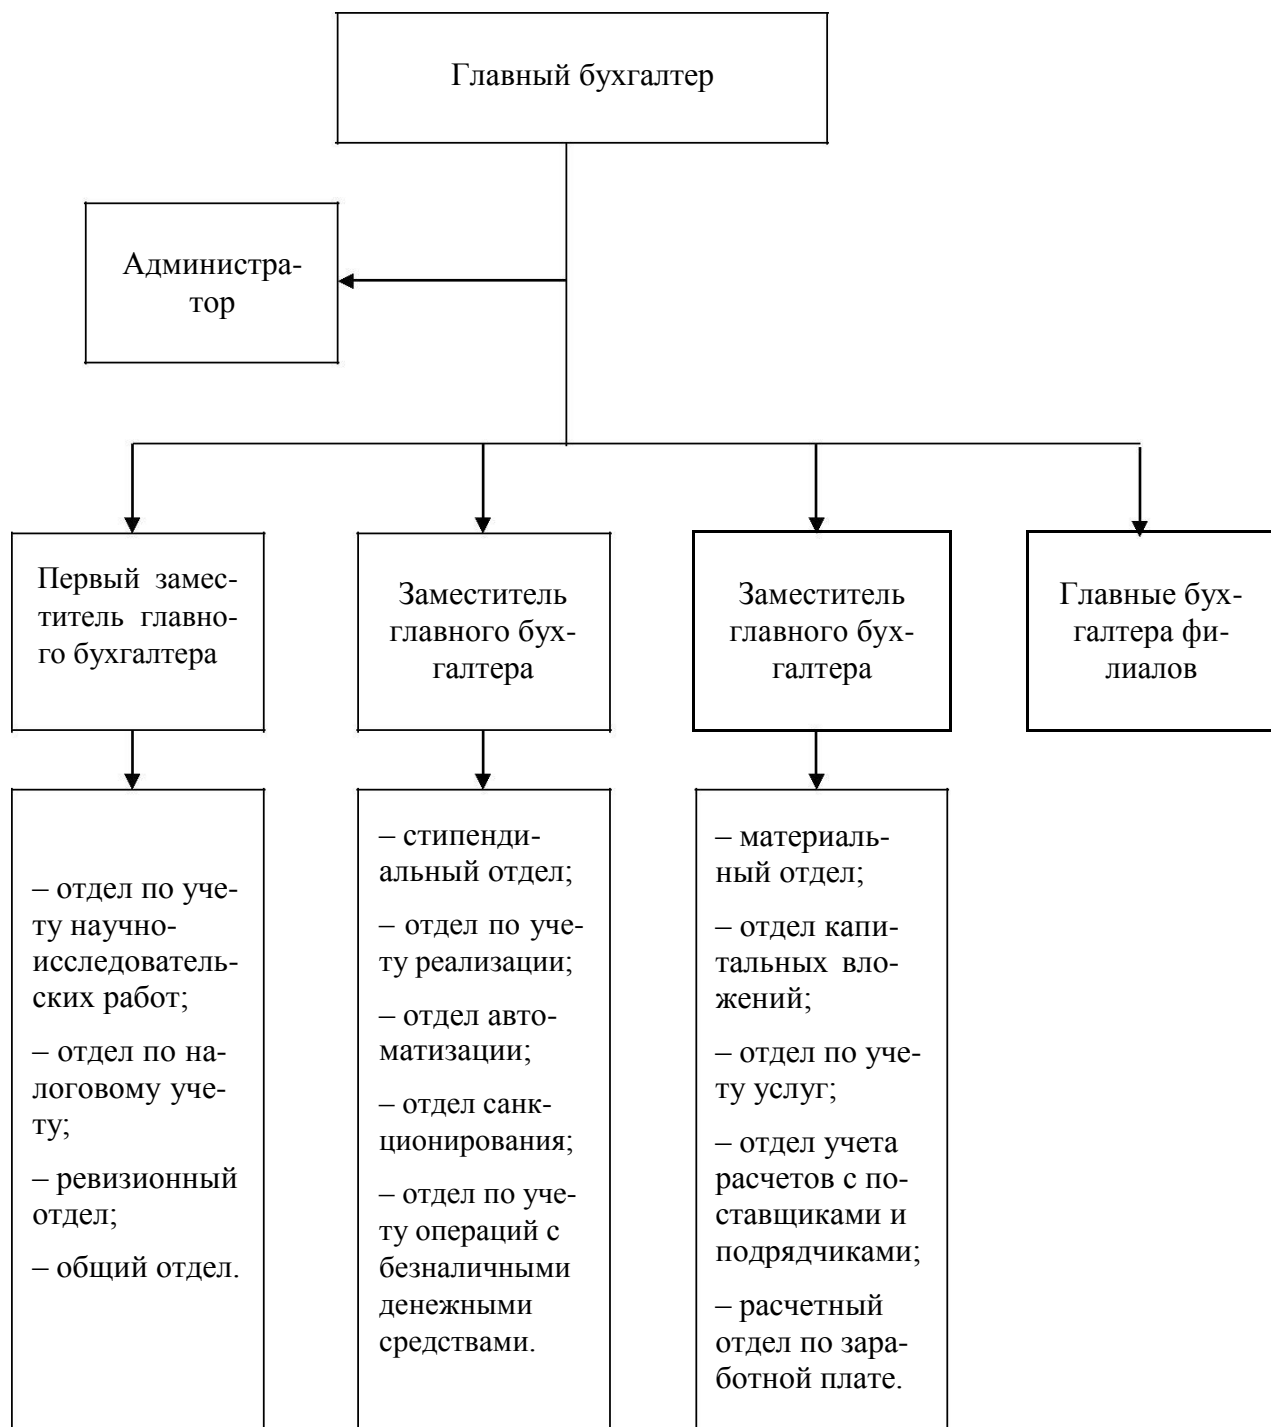 Главный бухгалтер
Администра-
тор
Первый замес-
титель главно-
го бухгалтера
Заместитель
главного бух-
галтера
Заместитель
главного бух-
галтера
Главные бух-
галтера фи-
лиалов
– отдел по уче-
ту научно-
исследователь-
ских работ;
– отдел по на-
логовому уче-
ту;
– ревизионный
отдел;
– общий отдел.
– стипенди-
альный отдел;
– отдел по уче-
ту реализации;
– отдел авто-
матизации;
– отдел санк-
ционирования;
– отдел по уче-
ту операций с
безналичными
денежными
средствами.
– материаль-
ный отдел;
– отдел капи-
тальных вло-
жений;
– отдел по уче-
ту услуг;
– отдел учета
расчетов с по-
ставщиками и
подрядчиками;
– расчетный
отдел по зара-
ботной плате.